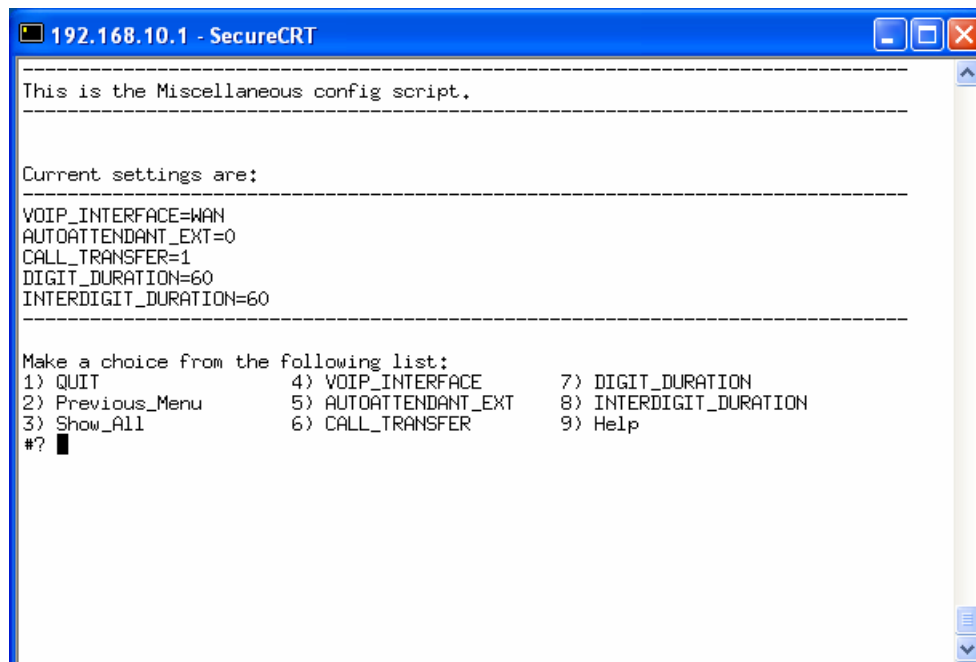 192.168.10.1 - SecureCRT
--------------------------------------------------------------------------------
This is the Miscellaneous config script.
--------------------------------------------------------------------------------
Current settings are:
--------------------------------------------------------------------------------
VOIP_INTERFACE=WAN
AUTOATTENDANT_EXT=0
CALL_TRANSFER=1
DIGIT_DURATION=60
INTERDIGIT_DURATION=60
--------------------------------------------------------------------------------
Make a choice from the following list:
1) QUIT 4) VOIP_INTERFACE 7) DIGIT_DURATION
2) Previous_Menu 5) AUTOATTENDANT_EXT 8) INTERDIGIT_DURATION
3) Show_All 6) CALL_TRANSFER 9) Help
#?